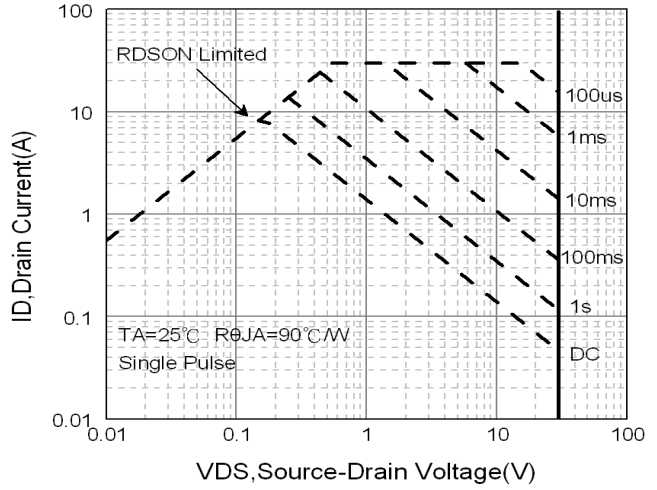 100
RDSON Limited
10
100us
1ms
1
10ms
100ms
0.1
1s
TA=25℃ RθJA=90℃/W
DC
Single Pulse
0.01
0.01
0.1
1
10
100
ID,Drain Current(A)
VDS,Source-Drain Voltage(V)